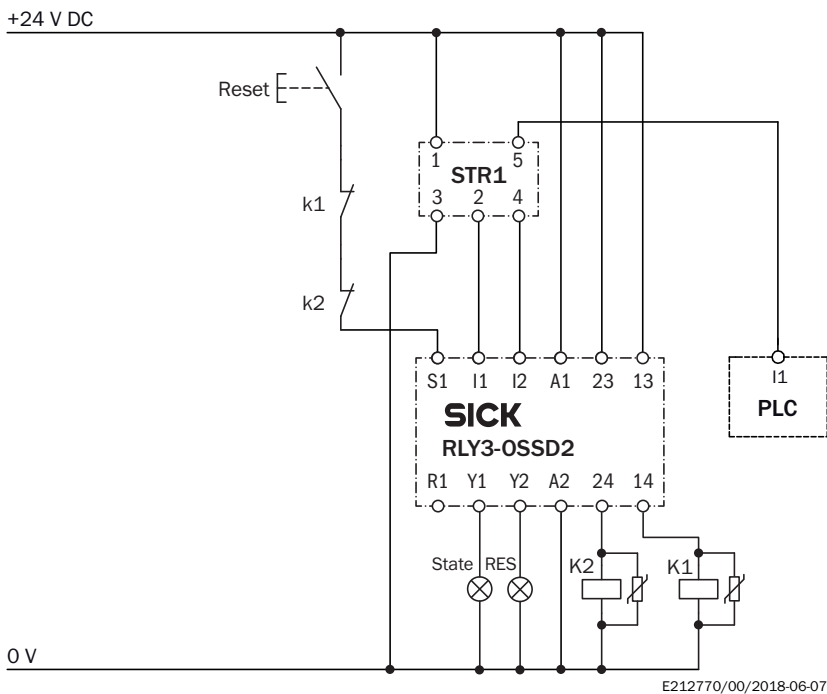 +24 V DC
Reset
1 5
STR1
3 2 4
k1
k2
S1 I1 I2 A1 23 13
I1
PLC
SICK
RLY3-OSSD2
R1 Y1 Y2 A2 24 14
State RES K2 K1
0 V
E212770/00/2018-06-07